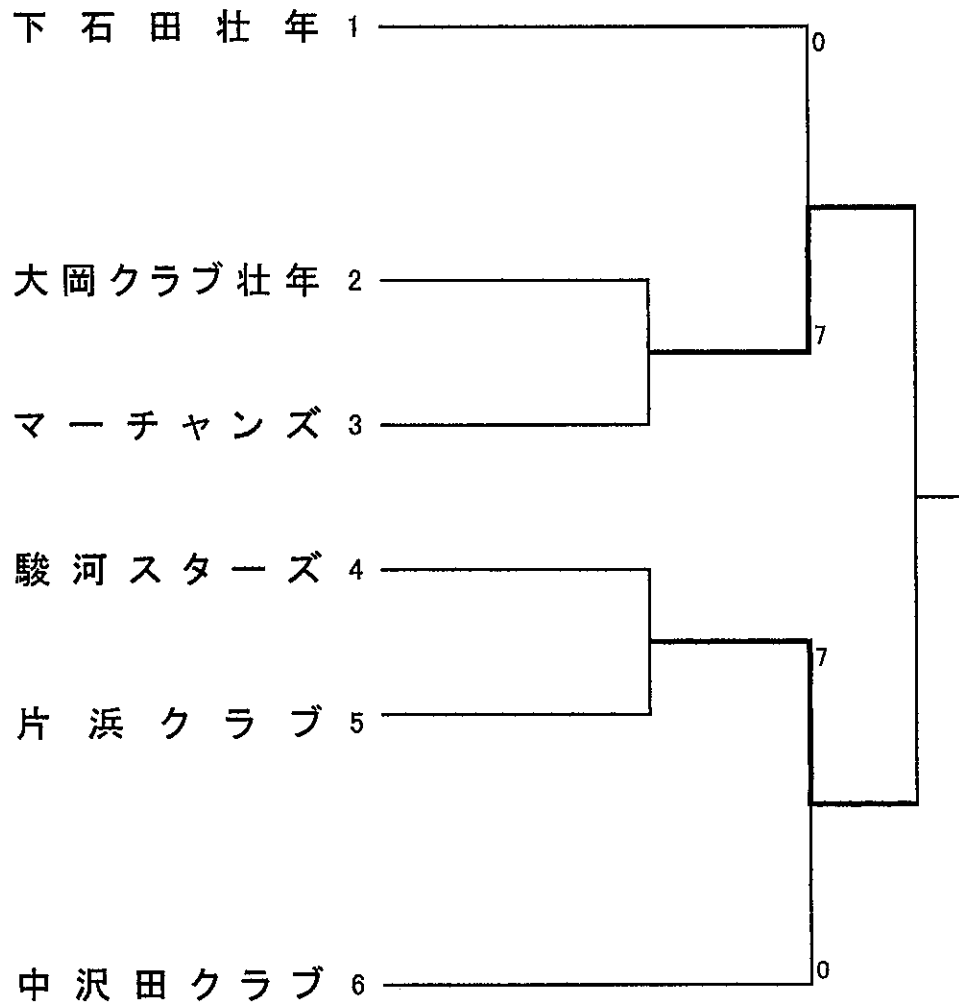 下石田壮年 1
0
大岡クラブ壮年 2
7
マーチャンズ 3
駿河スターズ 4
7
片浜クラブ 5
中沢田クラブ 6
0